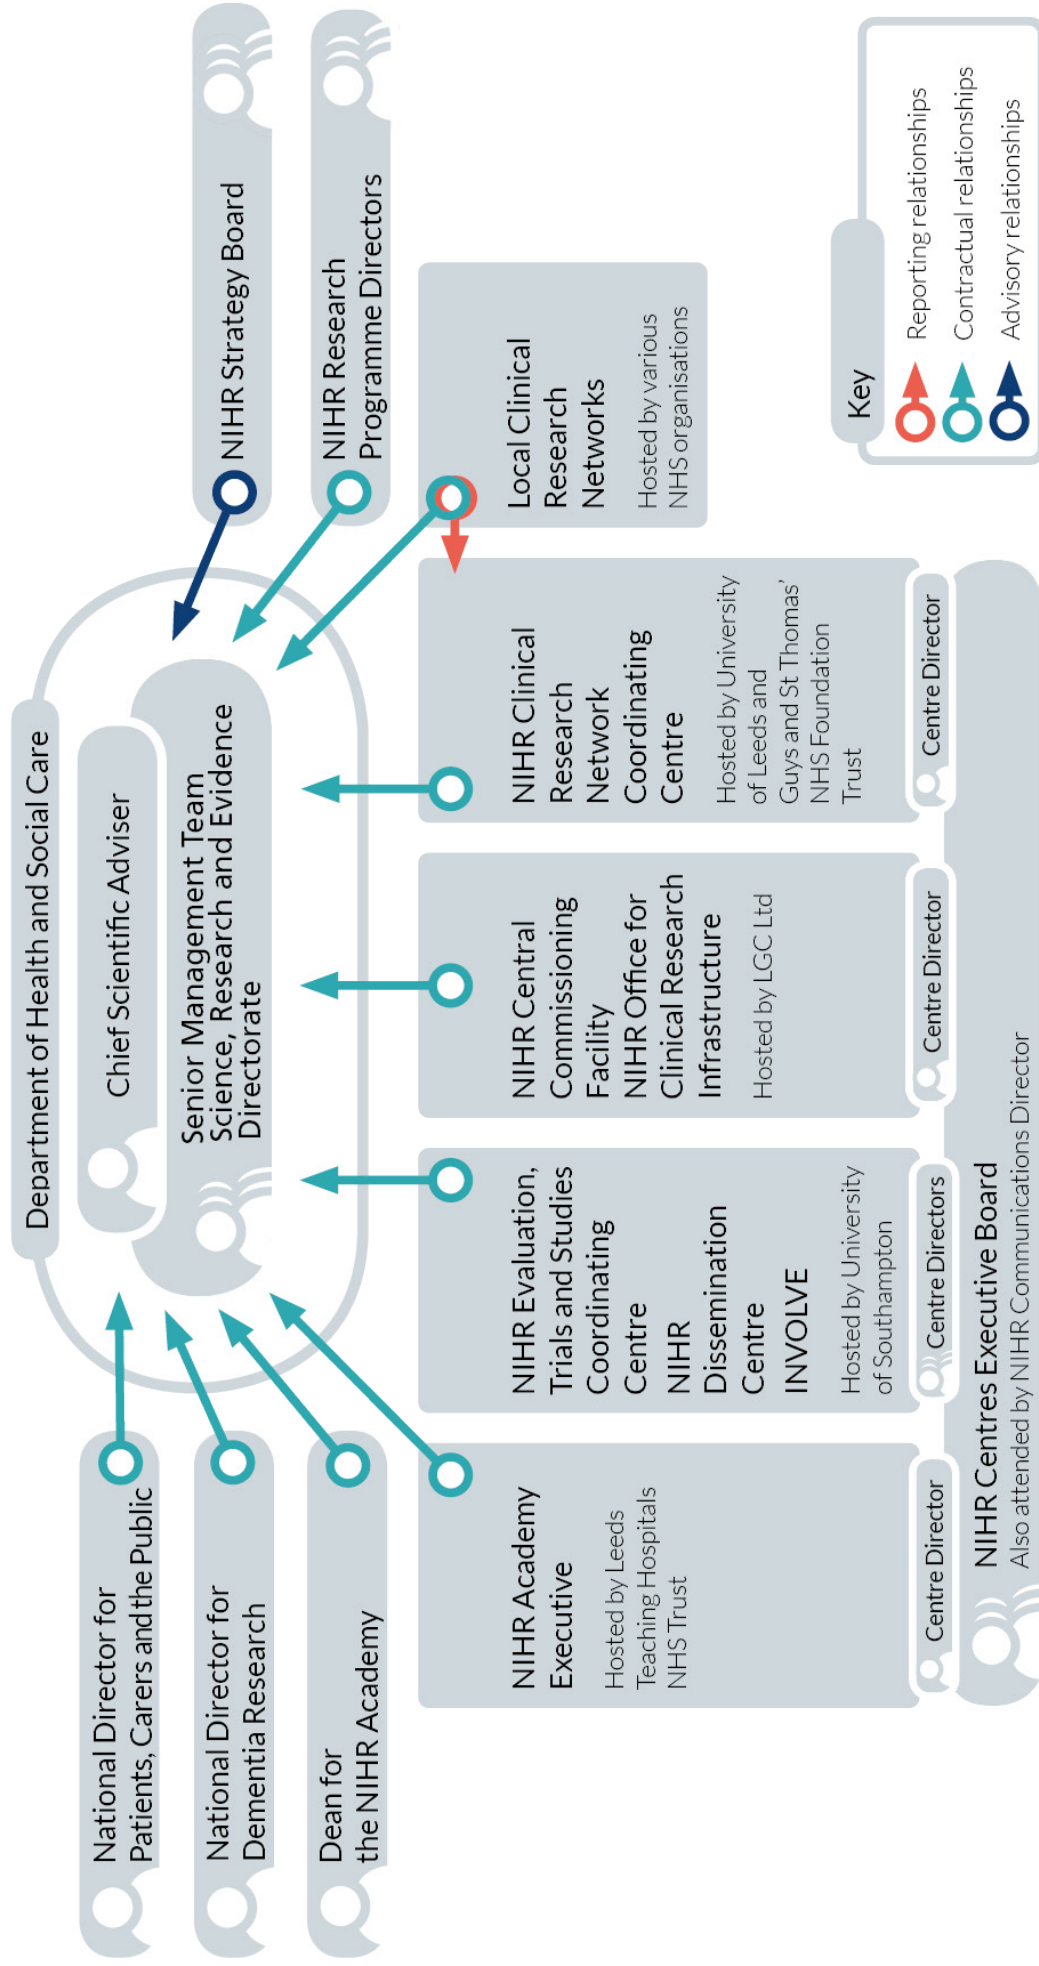 Department of Health and Social Care
Chief Scientific Adviser
Senior Management Team
Science, Research and Evidence
Directorate
National Director for
Patients, Carers and the Public
National Director for
Dementia Research
Dean for
the NIHR Academy
NIHR Strategy Board
NIHR Research
Programme Directors
NIHR Academy
Executive
Hosted by Leeds
Teaching Hospitals
NHS Trust
Centre Director
NIHR Evaluation,
Trials and Studies
Coordinating
Centre
NIHR
Dissemination
Centre
INVOLVE
Hosted by University
of Southampton
Centre Directors
NIHR Central
Commissioning
Facility
NIHR Office for
Clinical Research
Infrastructure
Hosted by LGC Ltd
Centre Director
NIHR Clinical
Research
Network
Coordinating
Centre
Hosted by University
of Leeds and
Guys and St Thomas'
NHS Foundation
Trust
Centre Director
Local Clinical
Research
Networks
Hosted by various
NHS organisations
NIHR Centres Executive Board
Also attended by NIHR Communications Director
Key
Reporting relationships
Contractual relationships
Advisory relationships